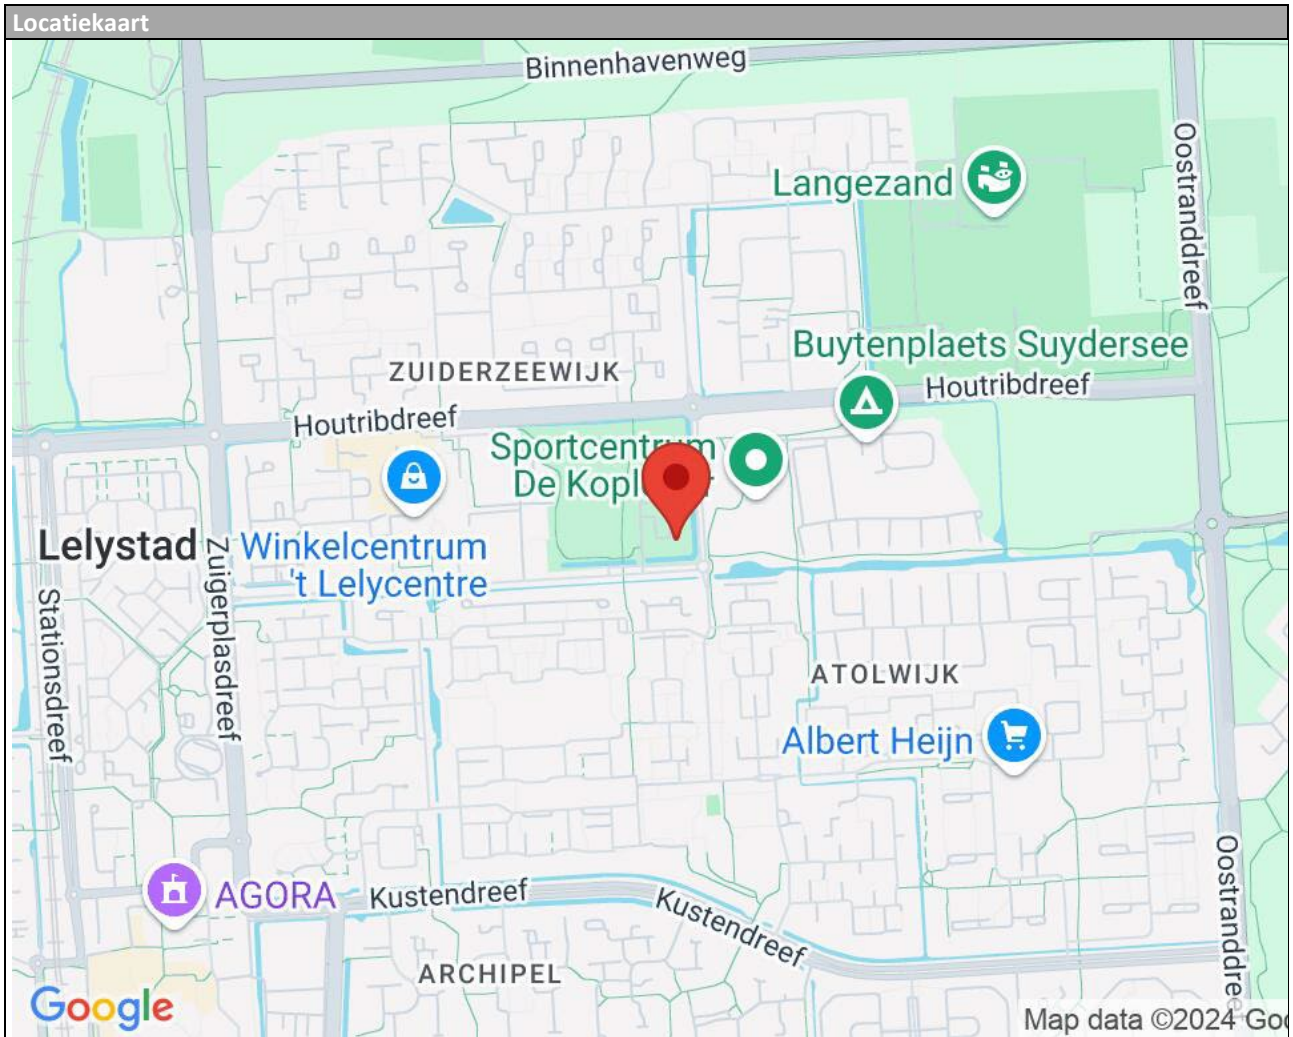 Locatiekaart
Binnenhavenweg
Oostranddreef
Langezand
Buytenplaets Suydersee
ZUIDERZEEWIJK
Houtribdreef
Houtribdreef
Sportcentrum
De Kopl r
Lelystad
Winkelcentrum
't Lelycentre
Zuigerplasdreef
Stationsdreef
ATOLWIJK
Albert Heijn
Oostranddree
AGORA
Kustendreef
Kustendreef
ARCHIPEL
Google
Map data ©2024 Goo